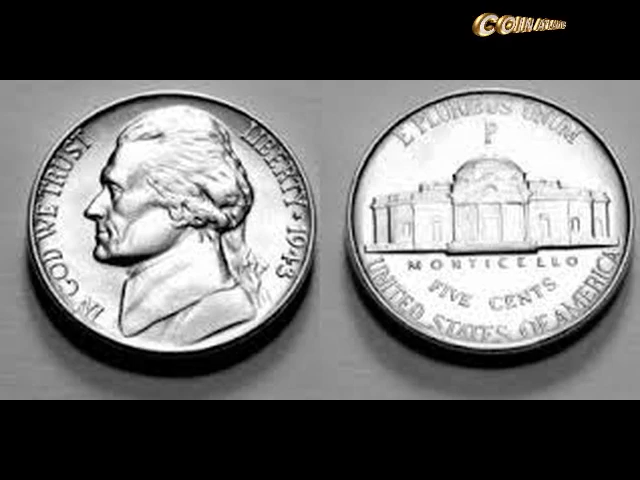 COIN
IN GOD WE TRUST
LIBERTY ★ 1943
E PLURIBUS UNUM
P
MONTICELLO
FIVE CENTS
UNITED STATES OF AMERICA